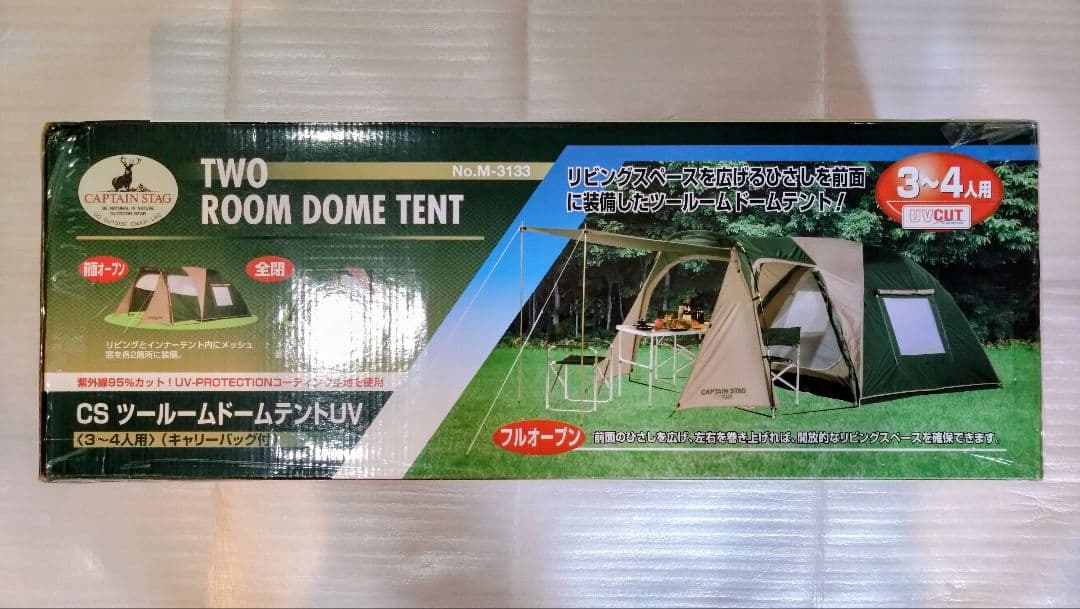 CAPTAIN STAG
TWO
ROOM DOME TENT
No.M-3133
リビングスペースを広げるひさしを前面
に装備したツールームドームテント!
3~4人用
UV CUT
前面オープン
全閉
リビングとインナーテント内にメッシュ
窓を各2箇所に装備。
紫外線95%カット!UV-PROTECTIONコーティング生地を使用
CS ツールームドームテントUV
〈3~4人用〉(キャリーバッグ付)
CAPTAIN STAG
フルオープン
前面のひさしを広げ、左右を巻き上げれば、開放的なリビングスペースを確保できます。